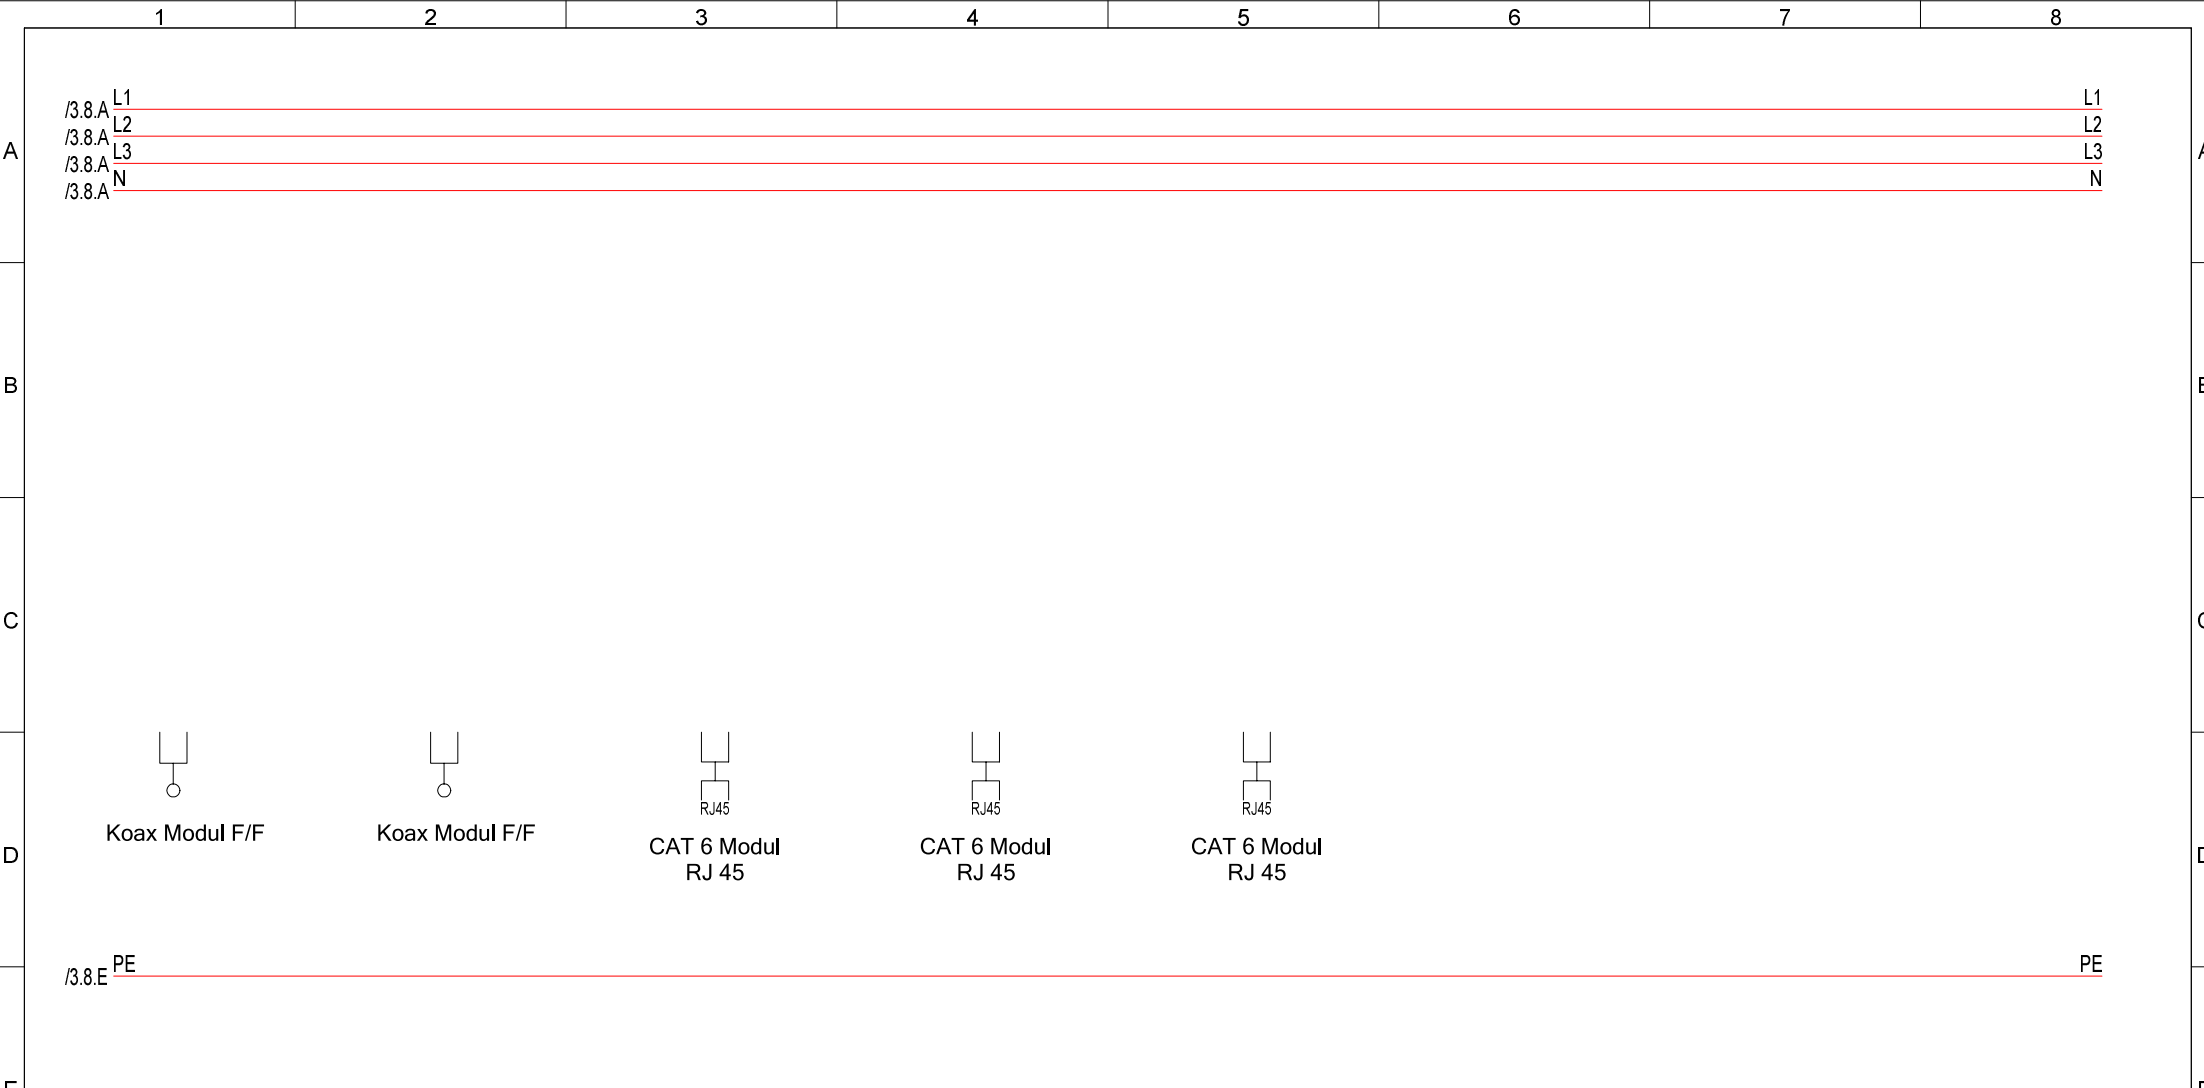 1 2 3 4 5 6 7 8
/3.8.A L1 L1
/3.8.A L2 L2
A /3.8.A L3 L3
/3.8.A N N
B
C
RJ45 RJ45 RJ45
Koax Modul F/F Koax Modul F/F
D CAT 6 Modul CAT 6 Modul CAT 6 Modul
RJ 45 RJ 45 RJ 45
/3.8.E PE PE